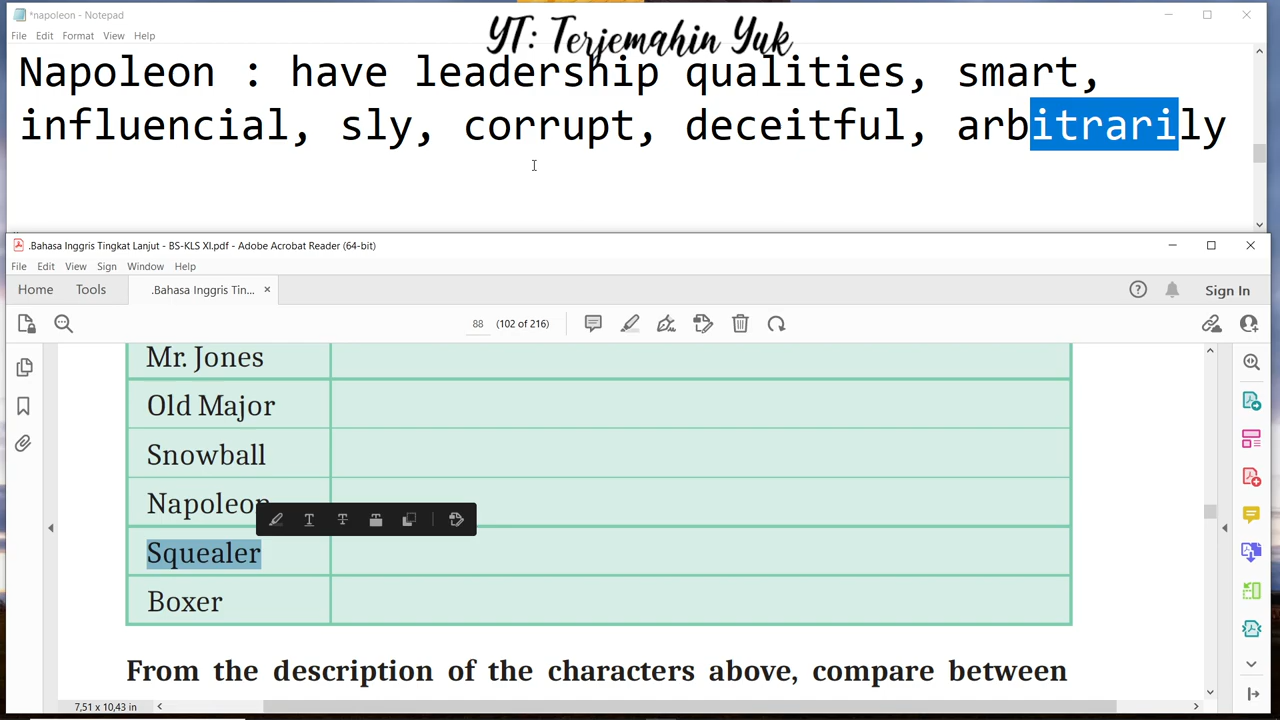 *napoleon - Notepad
YT: Terjemahin Yuk
File Edit Format View Help
Napoleon : have leadership qualities, smart,
influencial, sly, corrupt, deceitful, arbitrarily
.Bahasa Inggris Tingkat Lanjut - BS-KLS XI.pdf - Adobe Acrobat Reader (64-bit)
File Edit View Sign Window Help
Home Tools .Bahasa Inggris Tin... × Sign In
88 (102 of 216)
Mr. Jones
Old Major
Snowball
Napoleon
Squealer
Boxer
From the description of the characters above, compare between
7,51 x 10,43 in